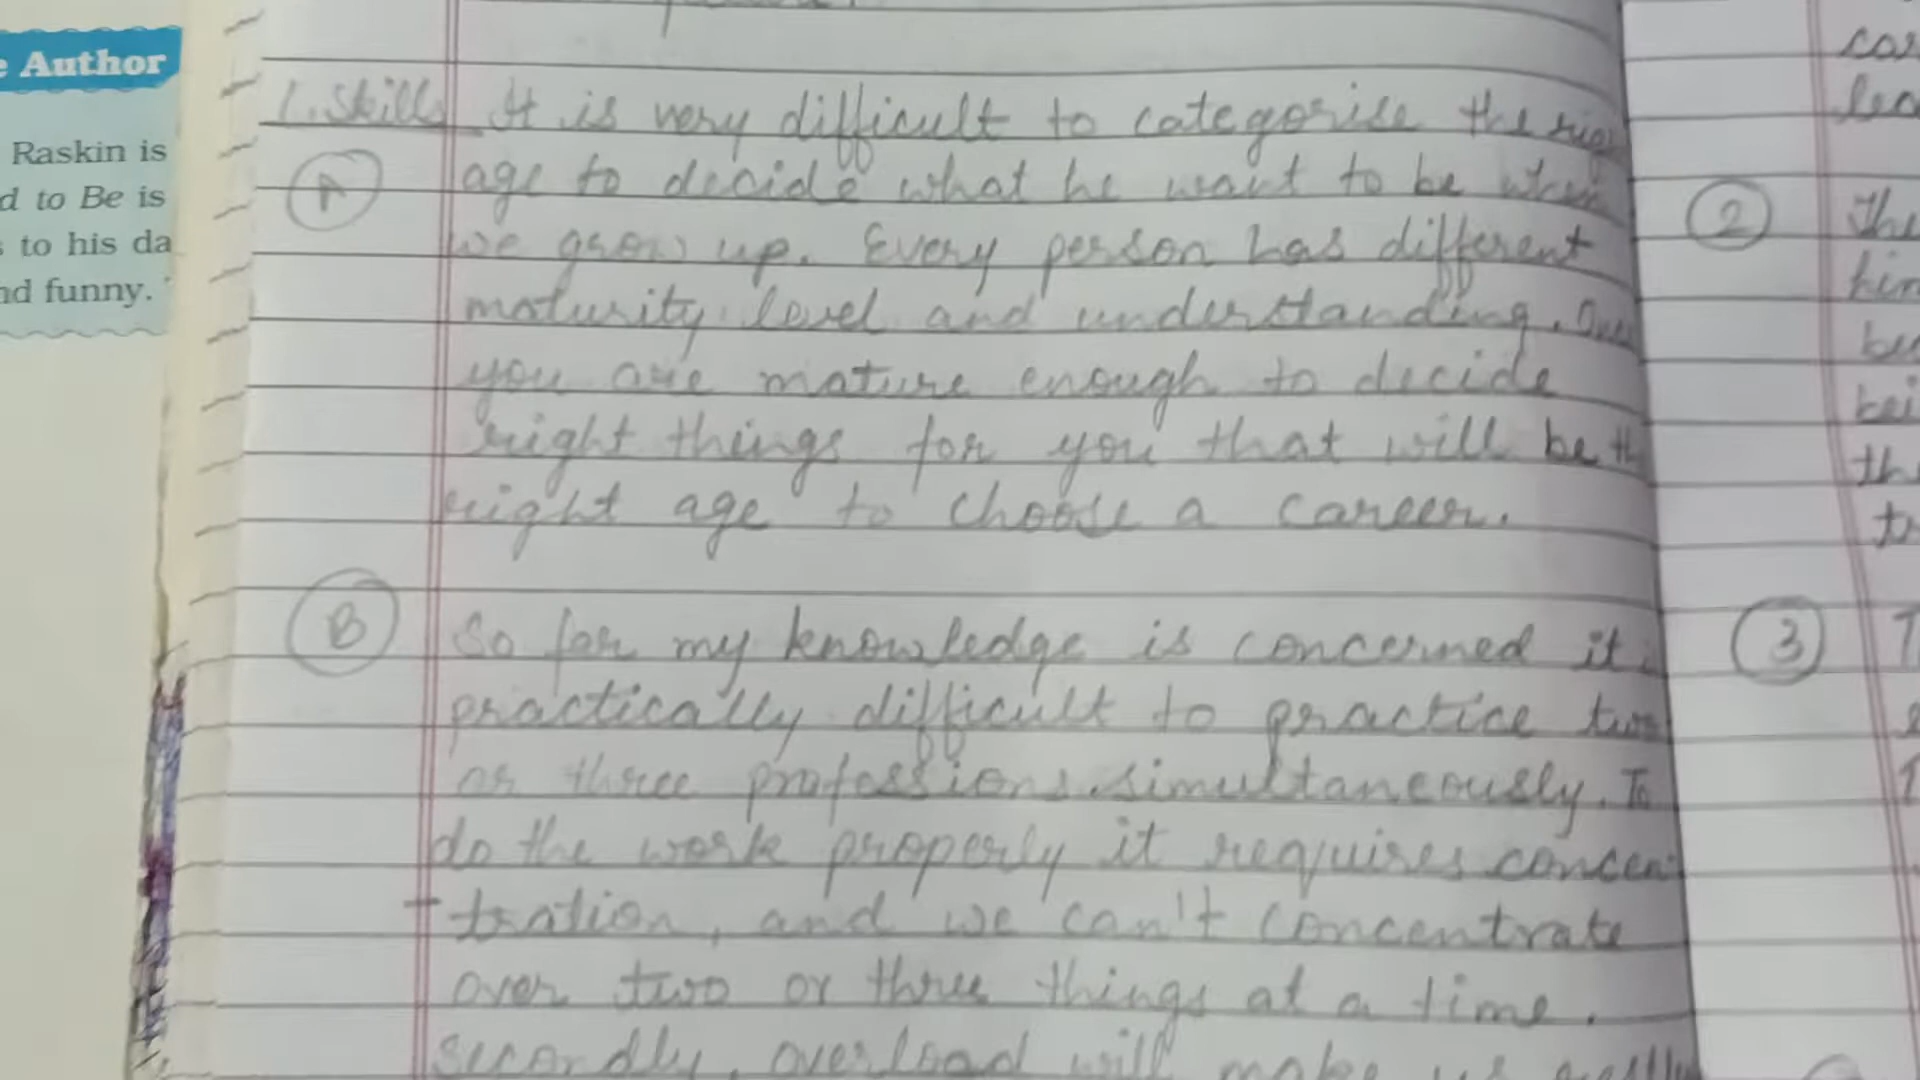 e Author
Raskin is
d to Be is
s to his da
nd funny.
1. Skills It is very difficult to categorise the
A age to decide what he want to be when
we grow up. Every person has different
maturity level and understanding.
you are mature enough to decide
right things for you that will be
right age to choose a career.
B So far my knowledge is concerned it
practically difficult to practice two
or three professions simultaneously. To
do the work properly it requires concen
tration, and we can't concentrate
over two or three things at a time.
Secondly, overload will make us
2
3